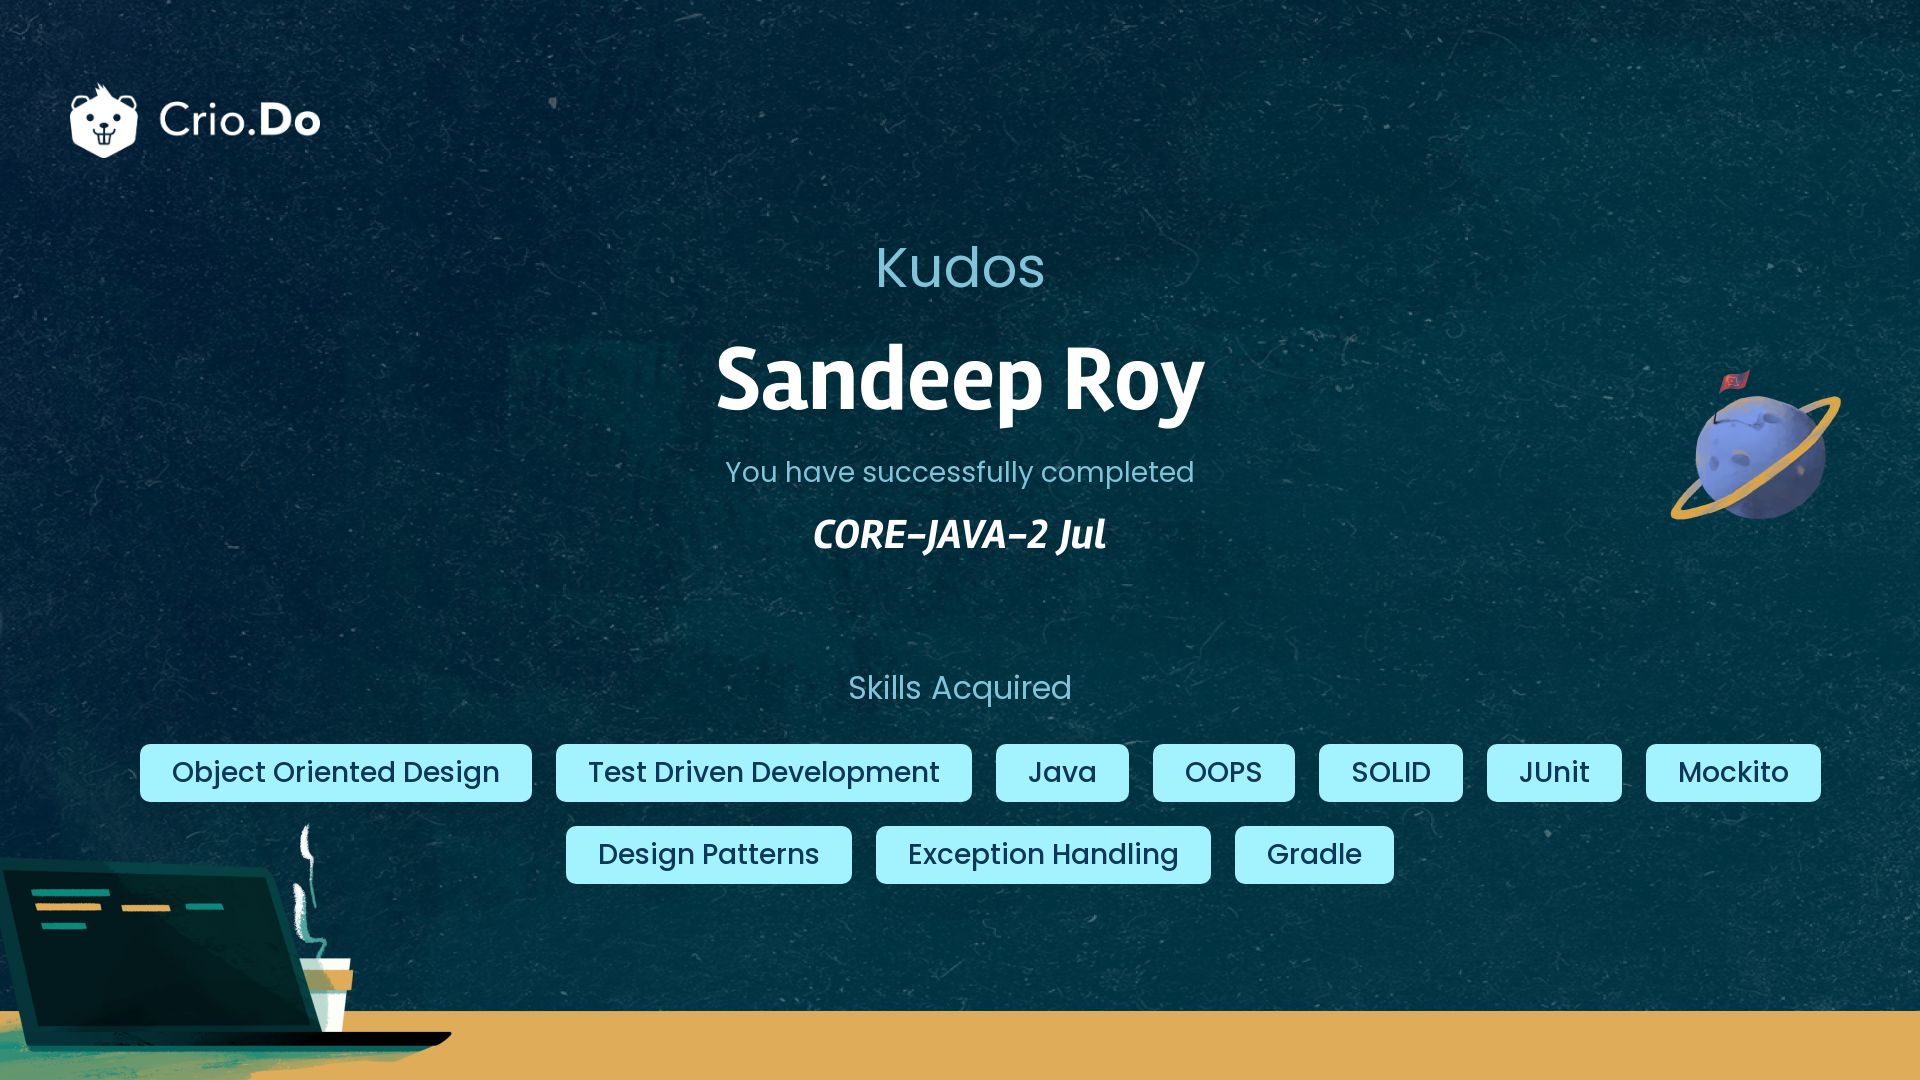 Crio.Do
Kudos
Sandeep Roy
You have successfully completed
CORE-JAVA-2 Jul
Skills Acquired
Object Oriented Design Test Driven Development Java OOPS SOLID JUnit Mockito
Design Patterns Exception Handling Gradle